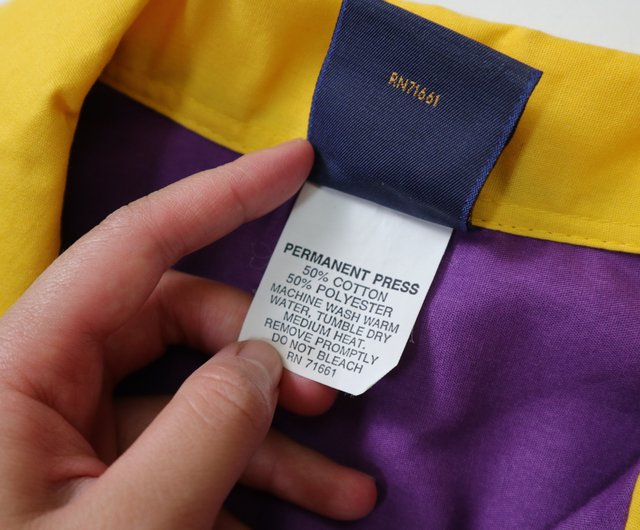 RN71661
PERMANENT PRESS
50% COTTON
50% POLYESTER
MACHINE WASH WARM
WATER, TUMBLE DRY
MEDIUM HEAT.
REMOVE PROMPTLY
DO NOT BLEACH
RN 71661